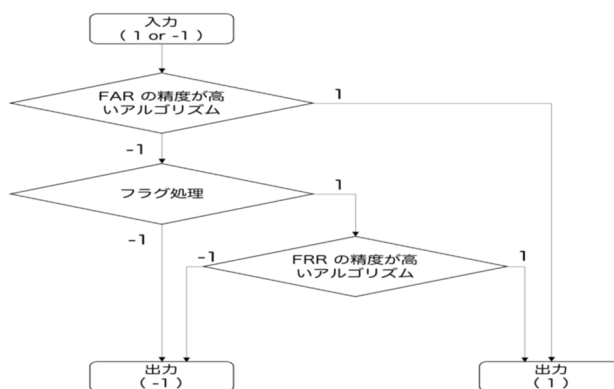 入力
( 1 or -1 )
FAR の精度が高
いアルゴリズム
1
-1
フラグ処理
1
-1
FRR の精度が高
いアルゴリズム
-1
1
出力
( -1 )
出力
( 1 )